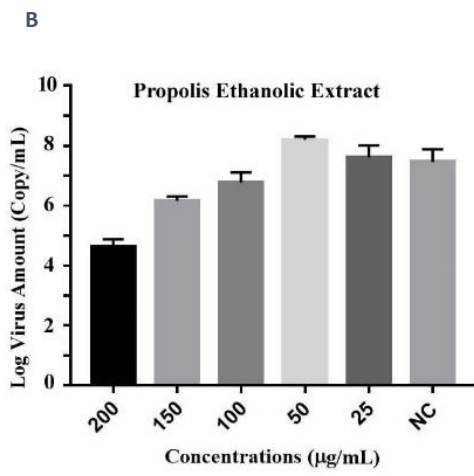 B
Propolis Ethanolic Extract
Log Virus Amount (Copy/mL)
10
8
6
4
2
0
200
150
100
50
25
NC
Concentrations (µg/mL)